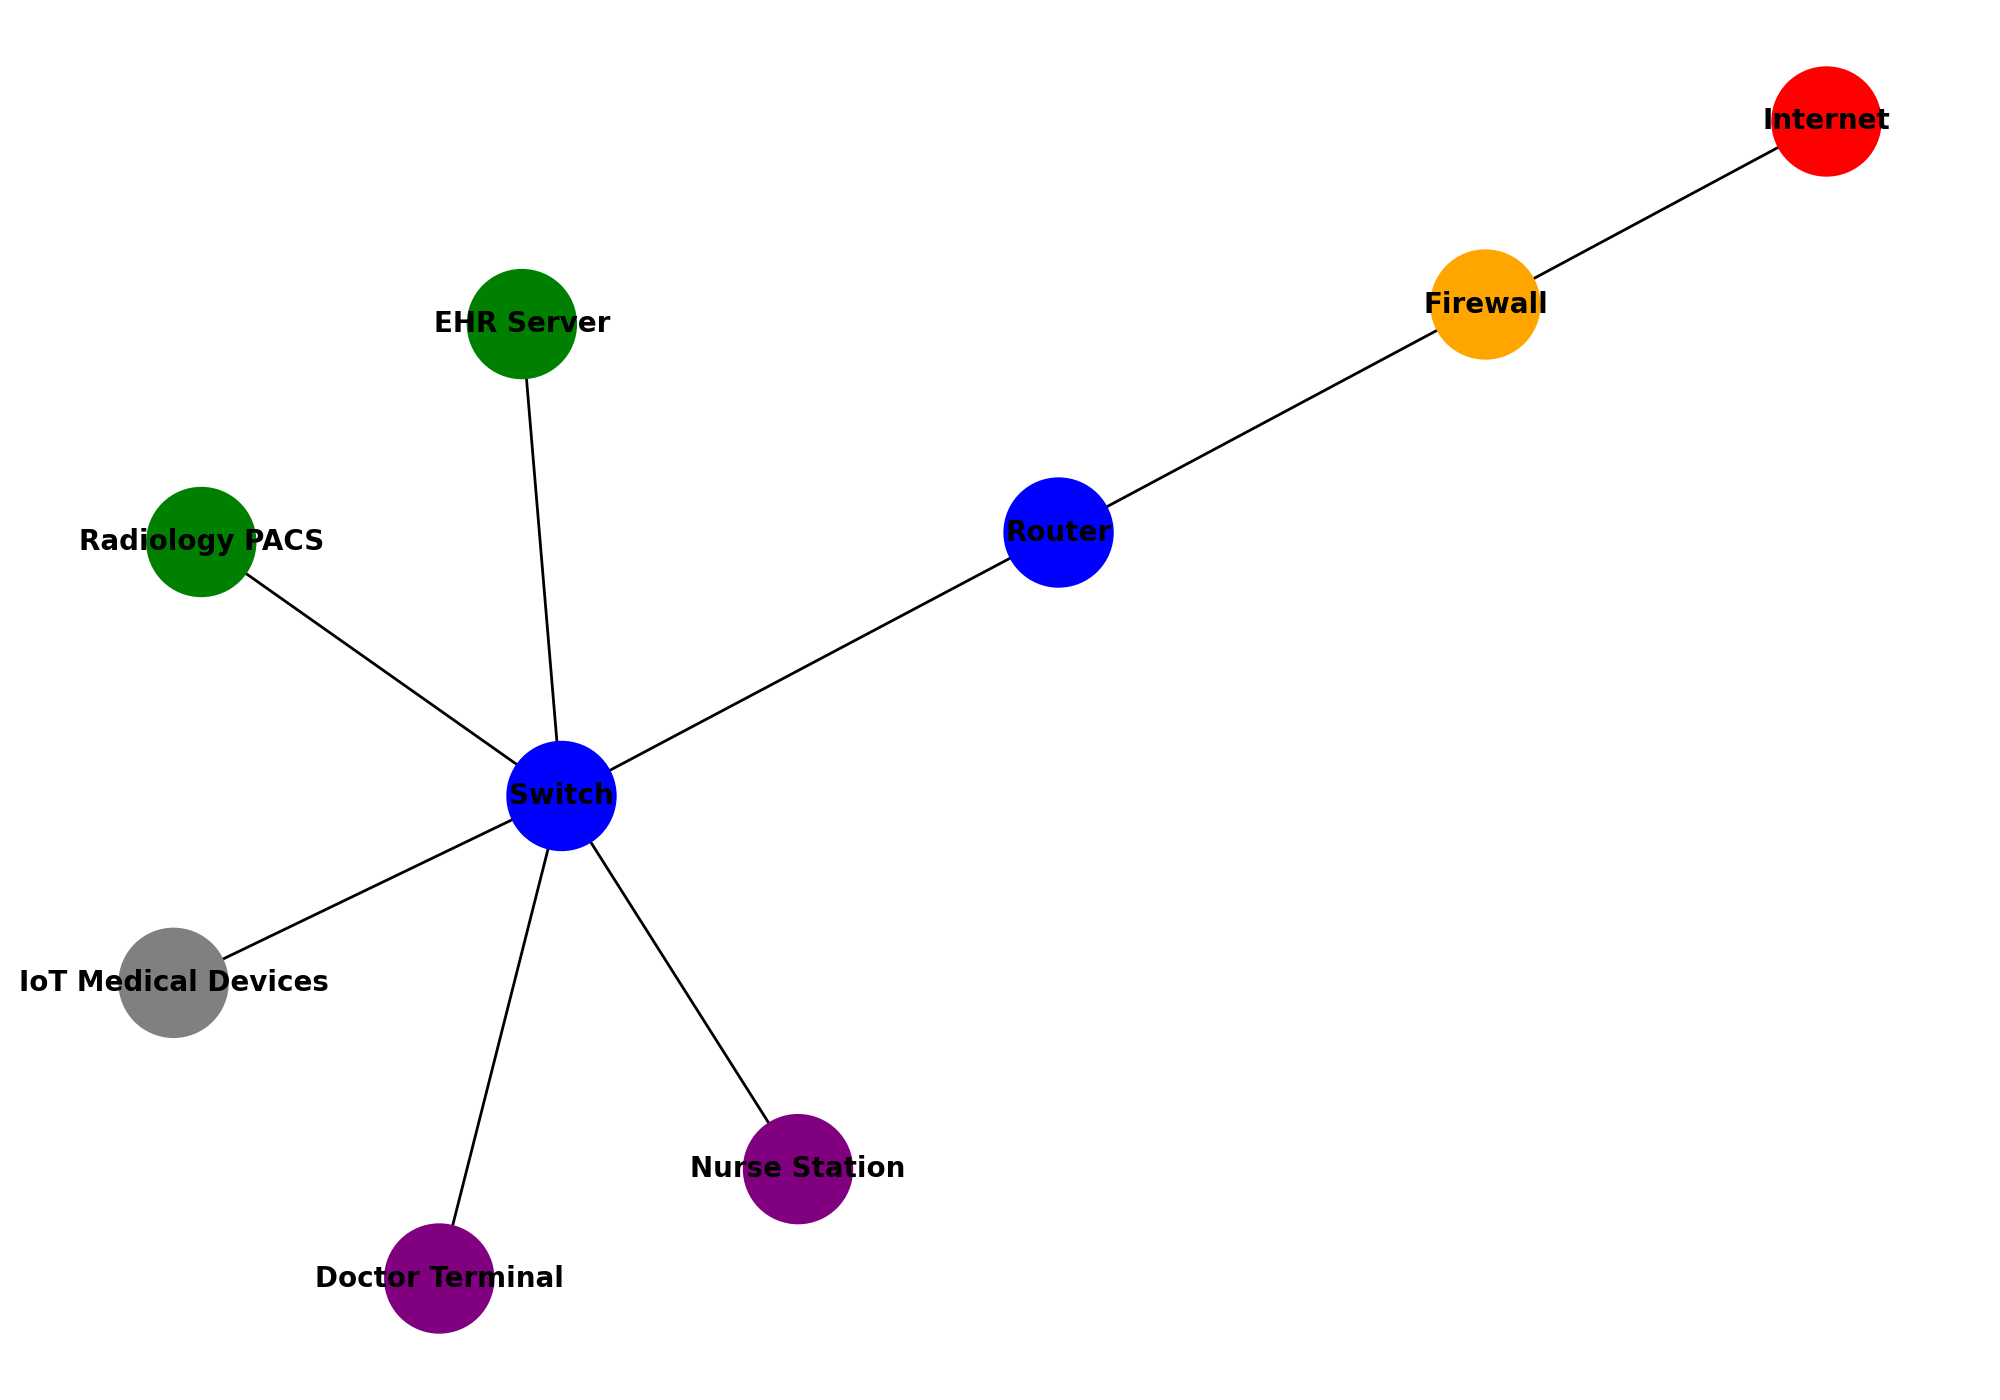 Internet
Firewall
EHR Server
Router
Radiology PACS
Switch
IoT Medical Devices
Nurse Station
Doctor Terminal